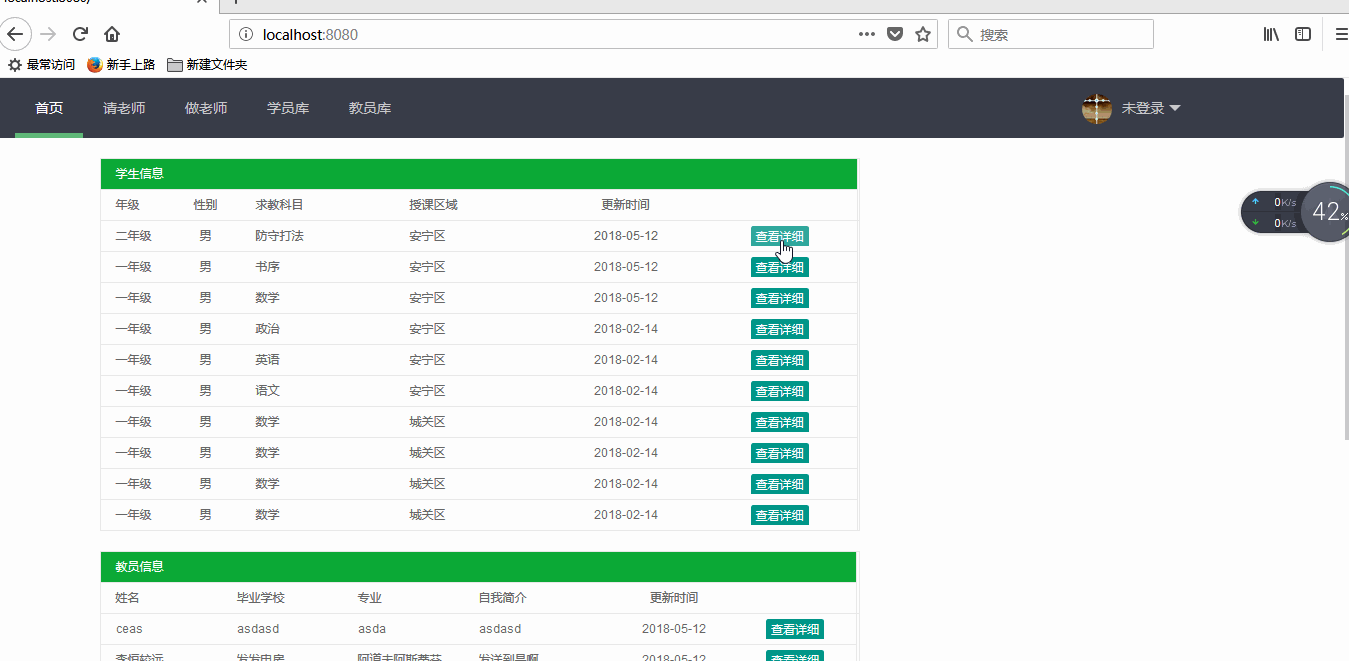 localhost:8080
搜索
最常访问 新手上路 新建文件夹
首页 请老师 做老师 学员库 教员库 未登录
0K/s
0K/s
42%
学生信息
年级 性别 求教科目 授课区域 更新时间
二年级 男 防守打法 安宁区 2018-05-12 查看详细
一年级 男 书序 安宁区 2018-05-12 查看详细
一年级 男 数学 安宁区 2018-05-12 查看详细
一年级 男 政治 安宁区 2018-02-14 查看详细
一年级 男 英语 安宁区 2018-02-14 查看详细
一年级 男 语文 安宁区 2018-02-14 查看详细
一年级 男 数学 城关区 2018-02-14 查看详细
一年级 男 数学 城关区 2018-02-14 查看详细
一年级 男 数学 城关区 2018-02-14 查看详细
一年级 男 数学 城关区 2018-02-14 查看详细
教员信息
姓名 毕业学校 专业 自我简介 更新时间
ceas asdasd asda asdasd 2018-05-12 查看详细
2018-05-12 查看详细